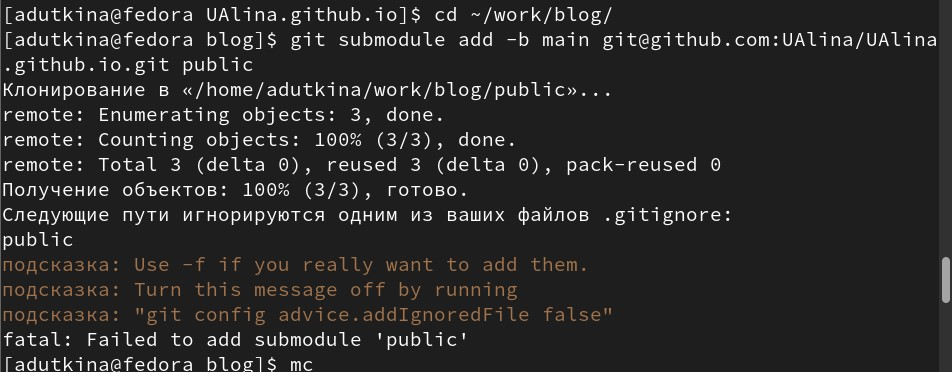 [adutkina@fedora UAlina.github.io]$ cd ~/work/blog/
[adutkina@fedora blog]$ git submodule add -b main git@github.com:UAlina/UAlina
.github.io.git public
Клонирование в «/home/adutkina/work/blog/public»...
remote: Enumerating objects: 3, done.
remote: Counting objects: 100% (3/3), done.
remote: Total 3 (delta 0), reused 3 (delta 0), pack-reused 0
Получение объектов: 100% (3/3), готово.
Следующие пути игнорируются одним из ваших файлов .gitignore:
public
подсказка: Use -f if you really want to add them.
подсказка: Turn this message off by running
подсказка: "git config advice.addIgnoredFile false"
fatal: Failed to add submodule 'public'
[adutkina@fedora blog]$ mc